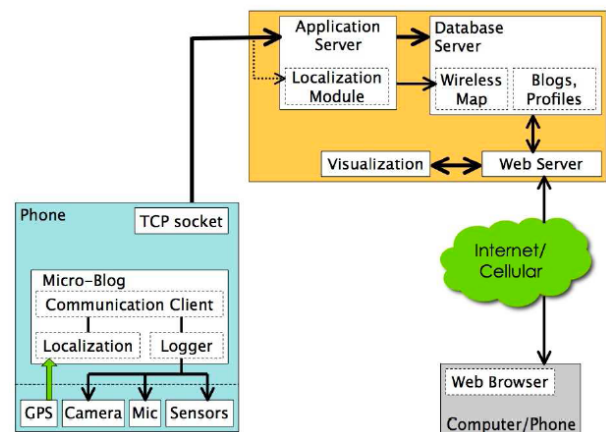 Application
Server
Localization
Module
Database
Server
Wireless
Map
Blogs,
Profiles
Visualization
Web Server
Phone
TCP socket
Micro-Blog
Communication Client
Localization
Logger
GPS
Camera
Mic
Sensors
Internet/
Cellular
Web Browser
Computer/Phone